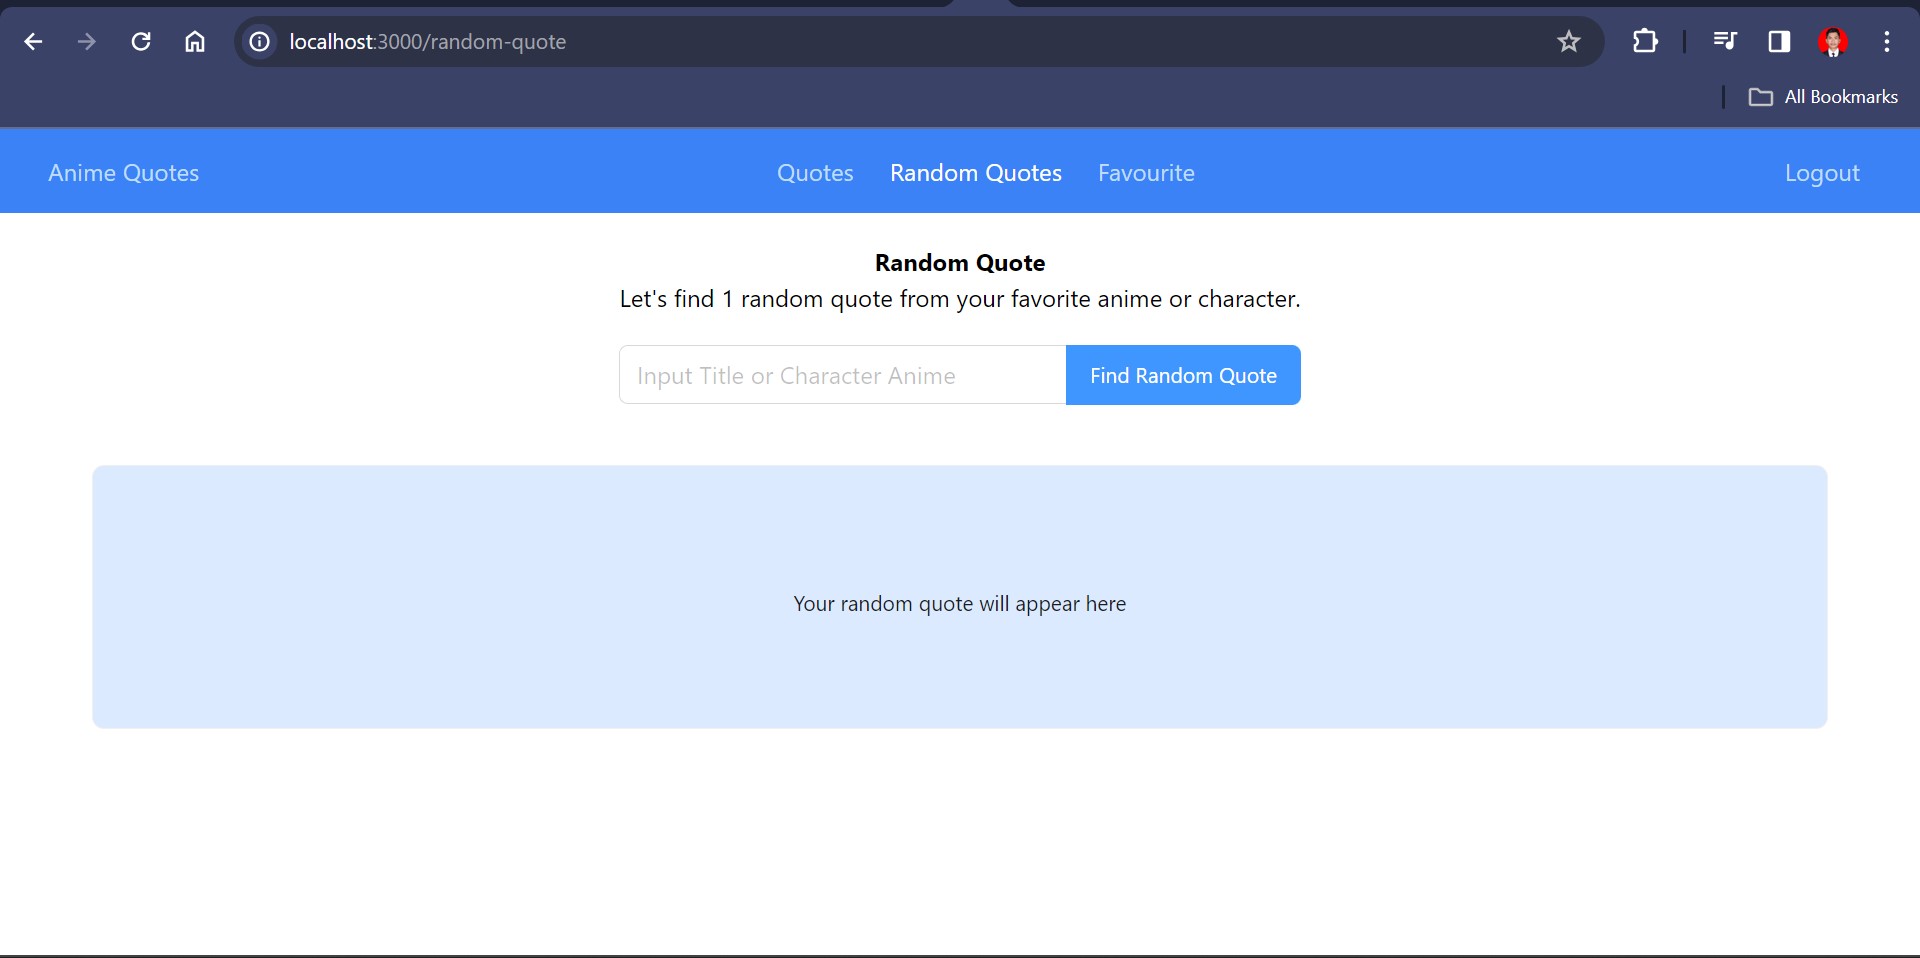 localhost:3000/random-quote
All Bookmarks
Anime Quotes
Quotes
Random Quotes
Favourite
Logout
Random Quote
Let's find 1 random quote from your favorite anime or character.
Input Title or Character Anime
Find Random Quote
Your random quote will appear here